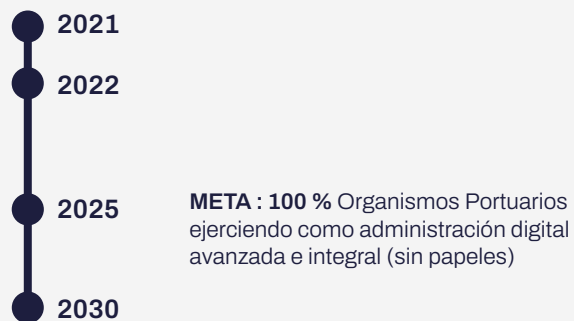 2021
2022
2025
META : 100 % Organismos Portuarios
ejerciendo como administración digital
avanzada e integral (sin papeles)
2030